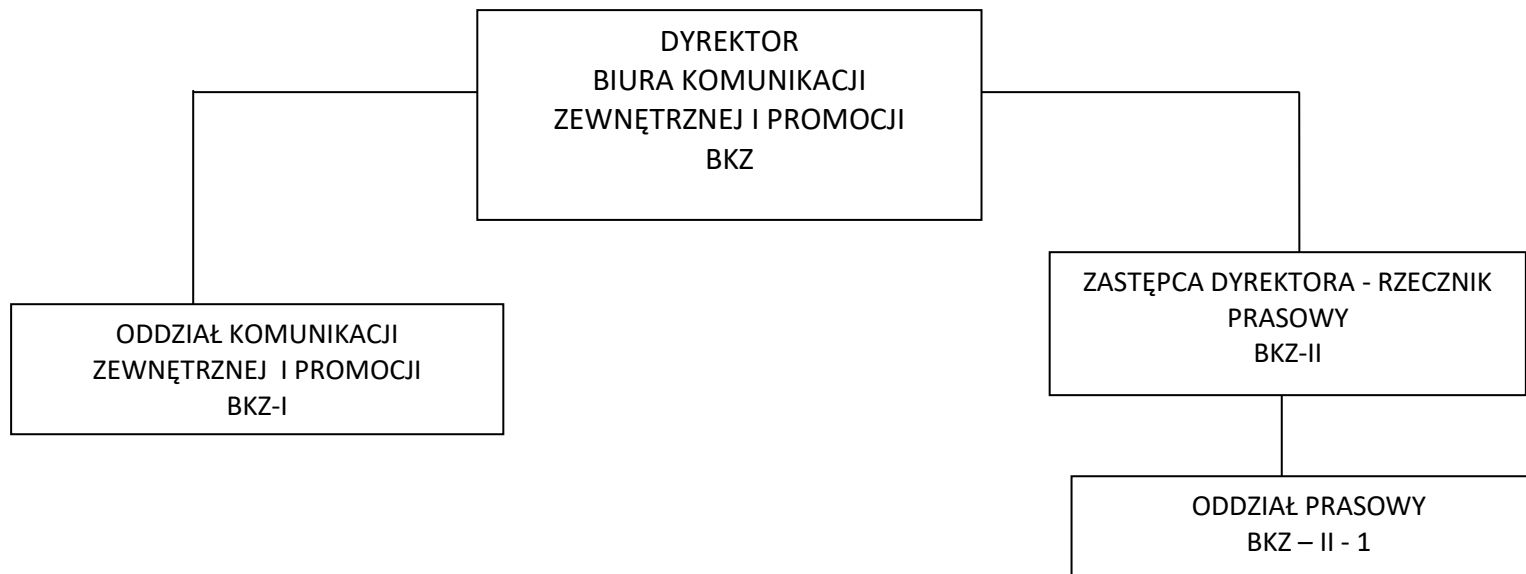 DYREKTOR
BIURA KOMUNIKACJI
ZEWNĘTRZNEJ I PROMOCJI
BKZ
ODDZIAŁ KOMUNIKACJI
ZEWNĘTRZNEJ I PROMOCJI
BKZ-I
ZASTĘPCA DYREKTORA - RZECZNIK
PRASOWY
BKZ-II
ODDZIAŁ PRASOWY
BKZ – II - 1